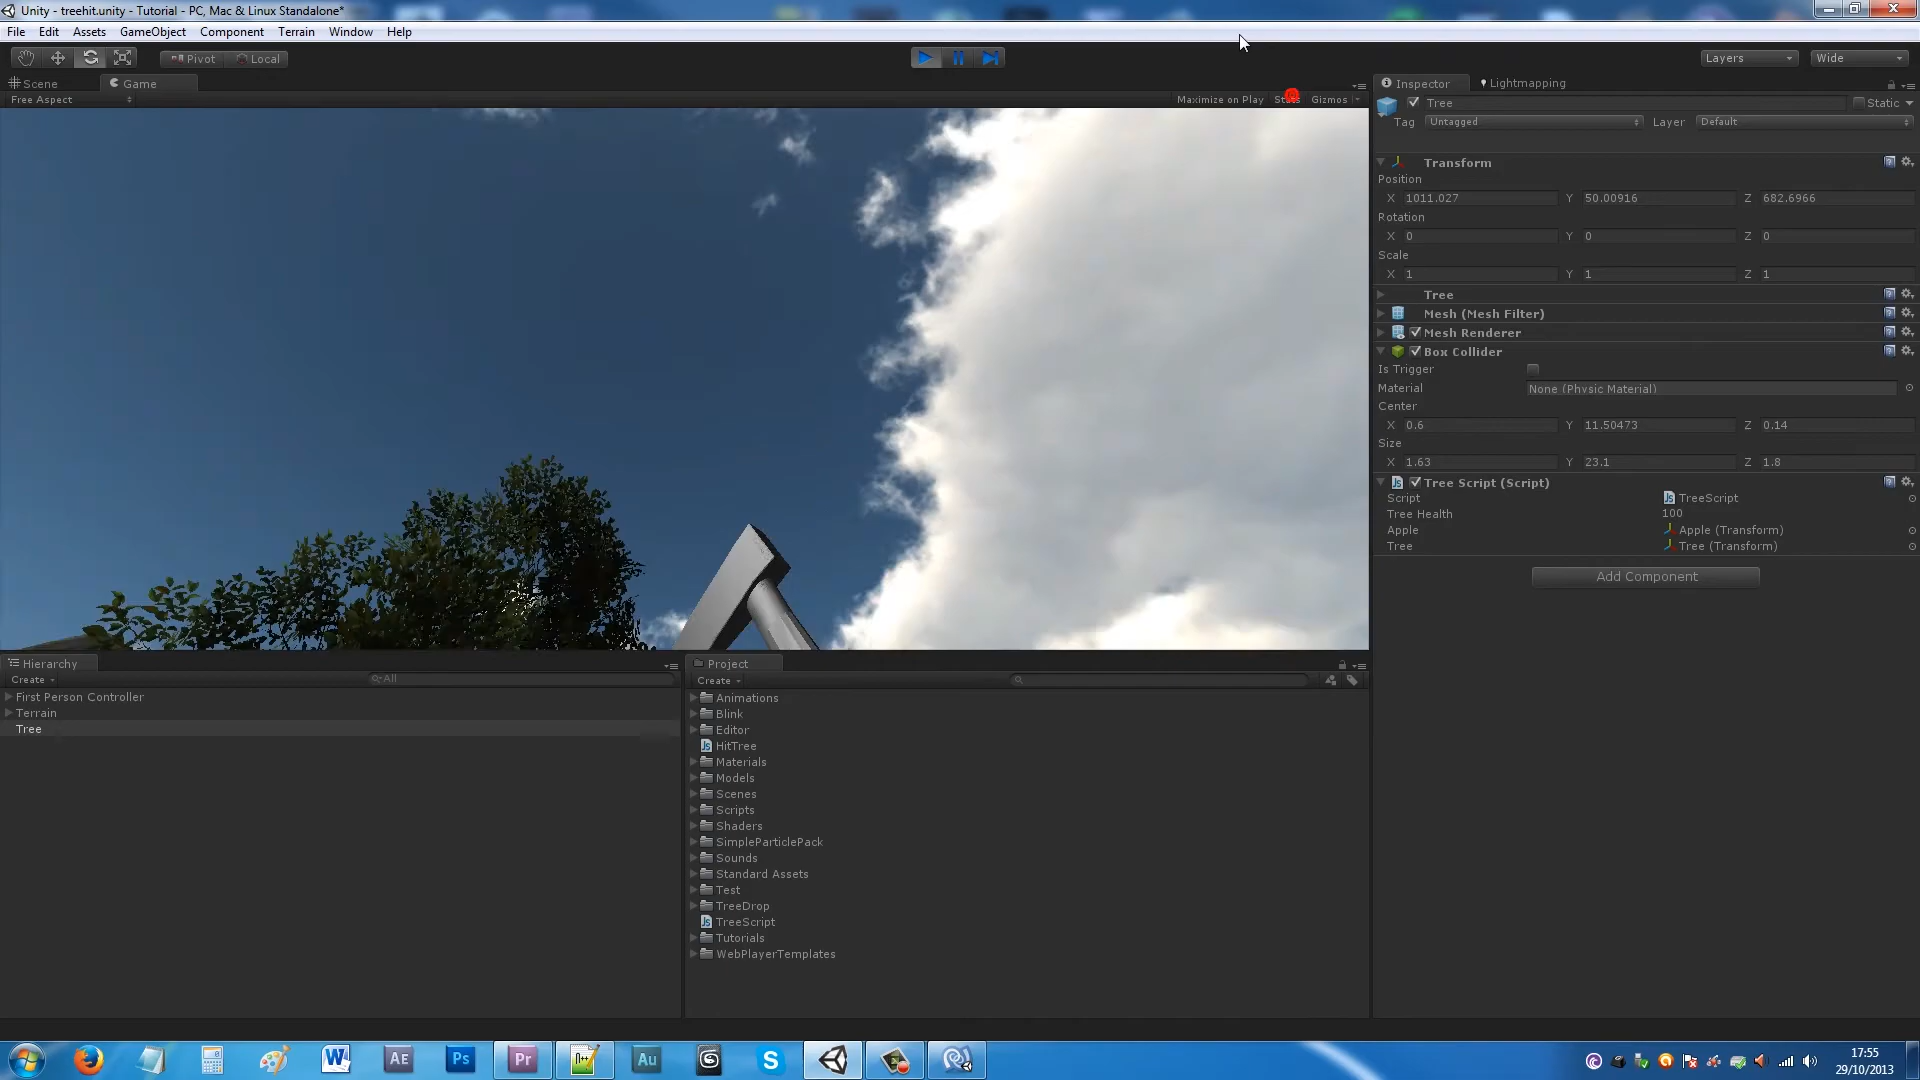 Unity - treehit.unity - Tutorial - PC, Mac & Linux Standalone*
File Edit Assets GameObject Component Terrain Window Help
Pivot Local Layers Wide
Scene Game
Free Aspect Maximize on Play Gizmos
Inspector Lightmapping
Tree Static
Tag Untagged Layer Default
Transform
Position
X 1011.027 Y 50.00916 Z 682.6966
Rotation
X 0 Y 0 Z 0
Scale
X 1 Y 1 Z 1
Tree
Mesh (Mesh Filter)
Mesh Renderer
Box Collider
Is Trigger
Material None (Physic Material)
Center
X 0.6 Y 11.50473 Z 0.14
Size
X 1.63 Y 23.1 Z 1.8
Tree Script (Script)
Script TreeScript
Tree Health 100
Apple Apple (Transform)
Tree Tree (Transform)
Add Component
Hierarchy
Create All
First Person Controller
Terrain
Tree
Project
Create
Animations
Blink
Editor
Js HitTree
Materials
Models
Scenes
Scripts
Shaders
SimpleParticlePack
Sounds
Standard Assets
Test
TreeDrop
Js TreeScript
Tutorials
WebPlayerTemplates
W AE Ps Pr Au S
17:55
29/10/2013